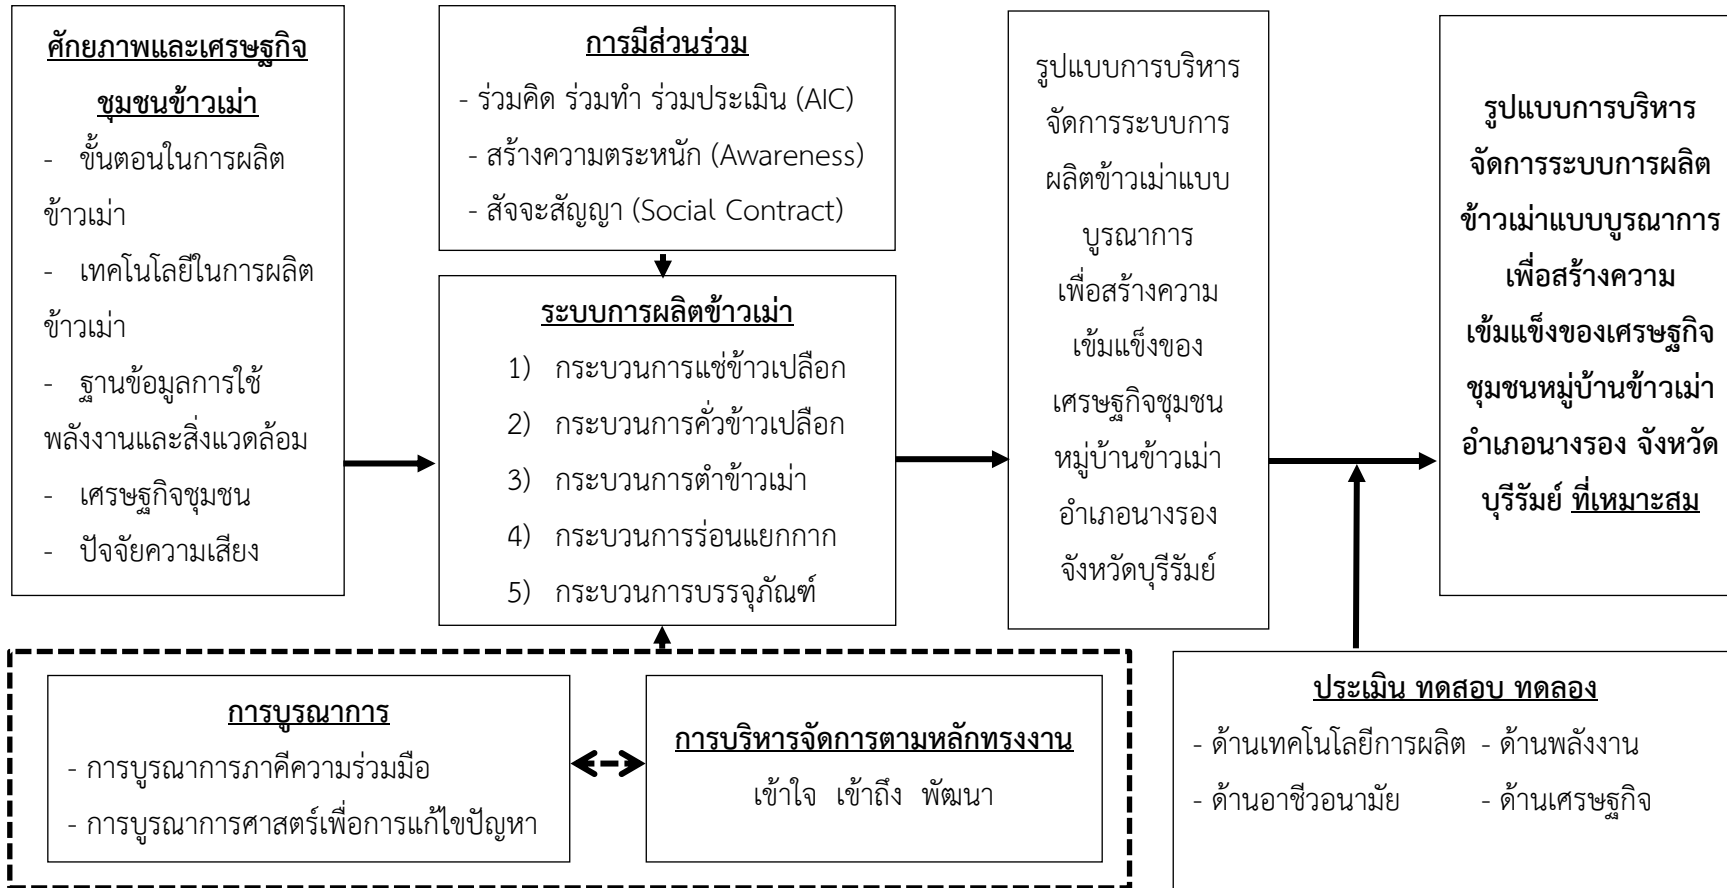 ศักยภาพและเศรษฐกิจ
ชุมชนข้าวเม่า
- ขั้นตอนในการผลิต
ข้าวเม่า
- เทคโนโลยีในการผลิต
ข้าวเม่า
- ฐานข้อมูลการใช้
พลังงานและสิ่งแวดล้อม
- เศรษฐกิจชุมชน
- ปัจจัยความเสี่ยง
การมีส่วนร่วม
- ร่วมคิด ร่วมทำ ร่วมประเมิน (AIC)
- สร้างความตระหนัก (Awareness)
- สัจจะสัญญา (Social Contract)
ระบบการผลิตข้าวเม่า
1) กระบวนการแช่ข้าวเปลือก
2) กระบวนการคั่วข้าวเปลือก
3) กระบวนการตำข้าวเม่า
4) กระบวนการร่อนแยกกาก
5) กระบวนการบรรจุภัณฑ์
รูปแบบการบริหาร
จัดการระบบการ
ผลิตข้าวเม่าแบบ
บูรณาการ
เพื่อสร้างความ
เข้มแข็งของ
เศรษฐกิจชุมชน
หมู่บ้านข้าวเม่า
อำเภอนางรอง
จังหวัดบุรีรัมย์
รูปแบบการบริหาร
จัดการระบบการผลิต
ข้าวเม่าแบบบูรณาการ
เพื่อสร้างความ
เข้มแข็งของเศรษฐกิจ
ชุมชนหมู่บ้านข้าวเม่า
อำเภอนางรอง จังหวัด
บุรีรัมย์ ที่เหมาะสม
การบูรณาการ
- การบูรณาการภาคีความร่วมมือ
- การบูรณาการศาสตร์เพื่อการแก้ไขปัญหา
การบริหารจัดการตามหลักทรงงาน
เข้าใจ เข้าถึง พัฒนา
ประเมิน ทดสอบ ทดลอง
- ด้านเทคโนโลยีการผลิต - ด้านพลังงาน
- ด้านอาชีวอนามัย - ด้านเศรษฐกิจ